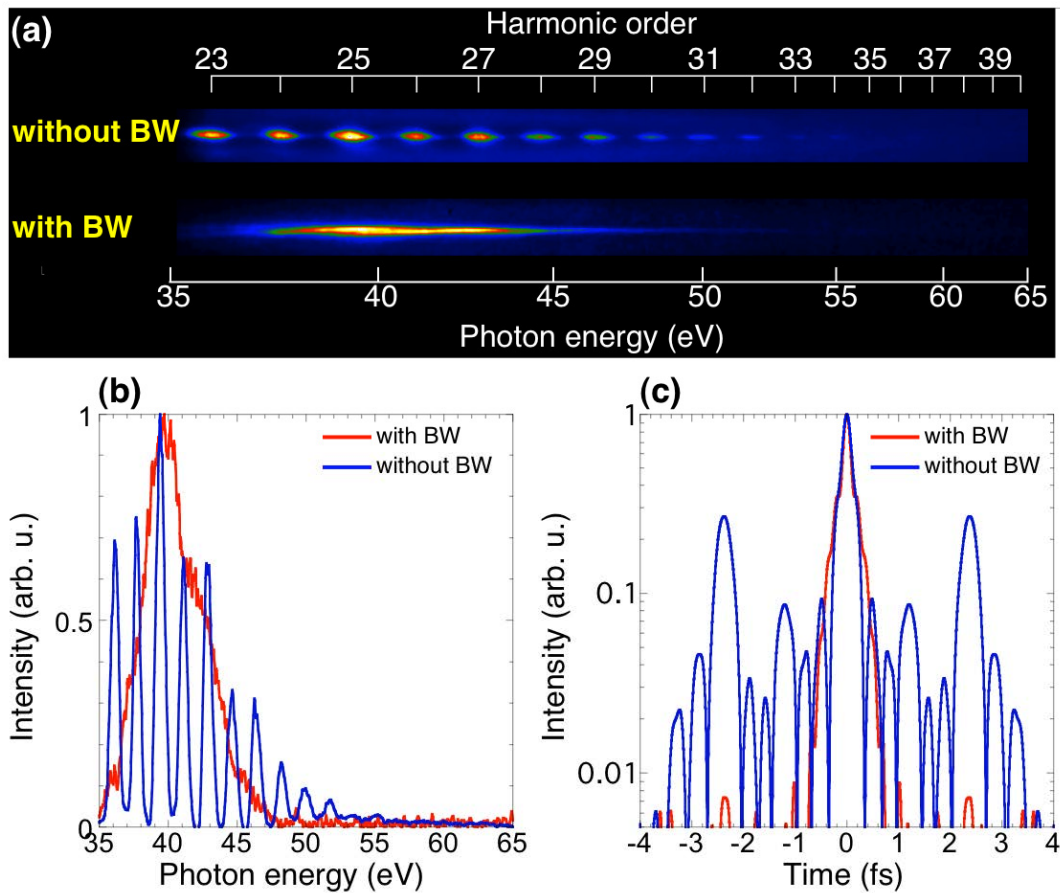 (a)
Harmonic order
23 25 27 29 31 33 35 37 39
without BW
with BW
35 40 45 50 55 60 65
Photon energy (eV)
(b)
1
0.5
0
Intensity (arb. u.)
with BW
without BW
35 40 45 50 55 60 65
Photon energy (eV)
(c)
1
0.1
0.01
Intensity (arb. u.)
with BW
without BW
-4 -3 -2 -1 0 1 2 3 4
Time (fs)